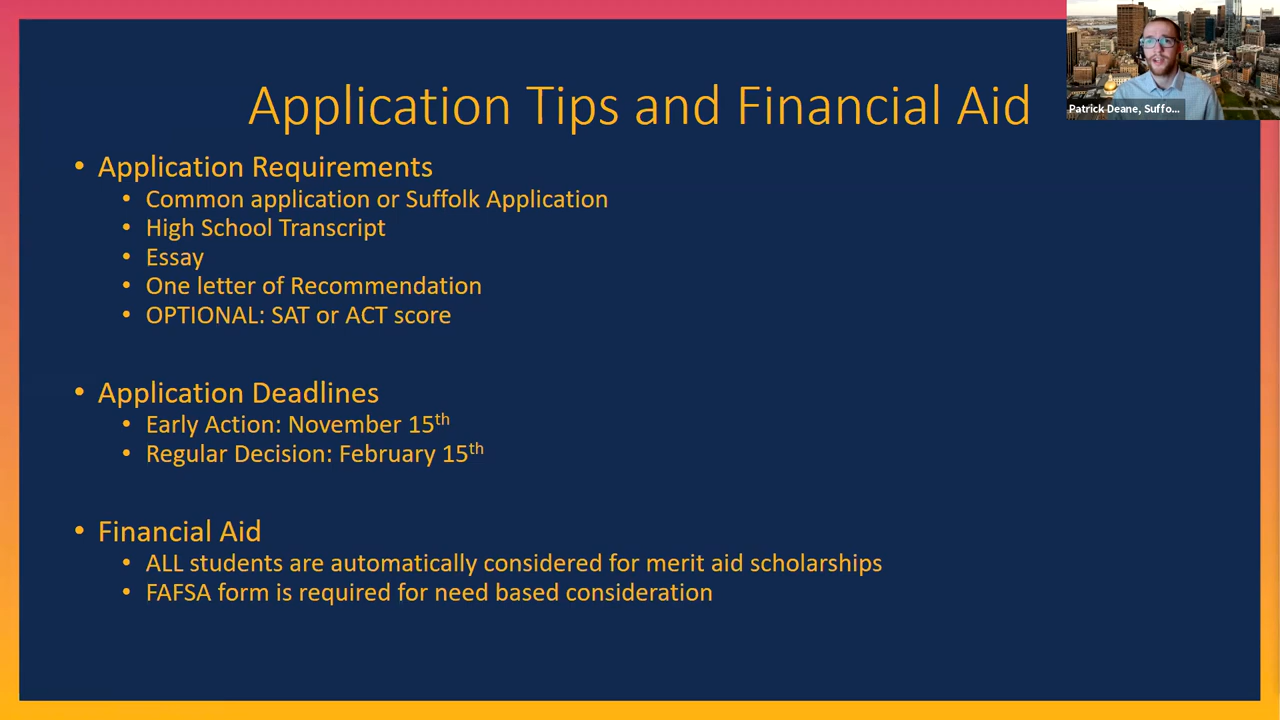 Application Tips and Financial Aid
Patrick Deane, Suffo...
• Application Requirements
• Common application or Suffolk Application
• High School Transcript
• Essay
• One letter of Recommendation
• OPTIONAL: SAT or ACT score
• Application Deadlines
• Early Action: November 15th
• Regular Decision: February 15th
• Financial Aid
• ALL students are automatically considered for merit aid scholarships
• FAFSA form is required for need based consideration